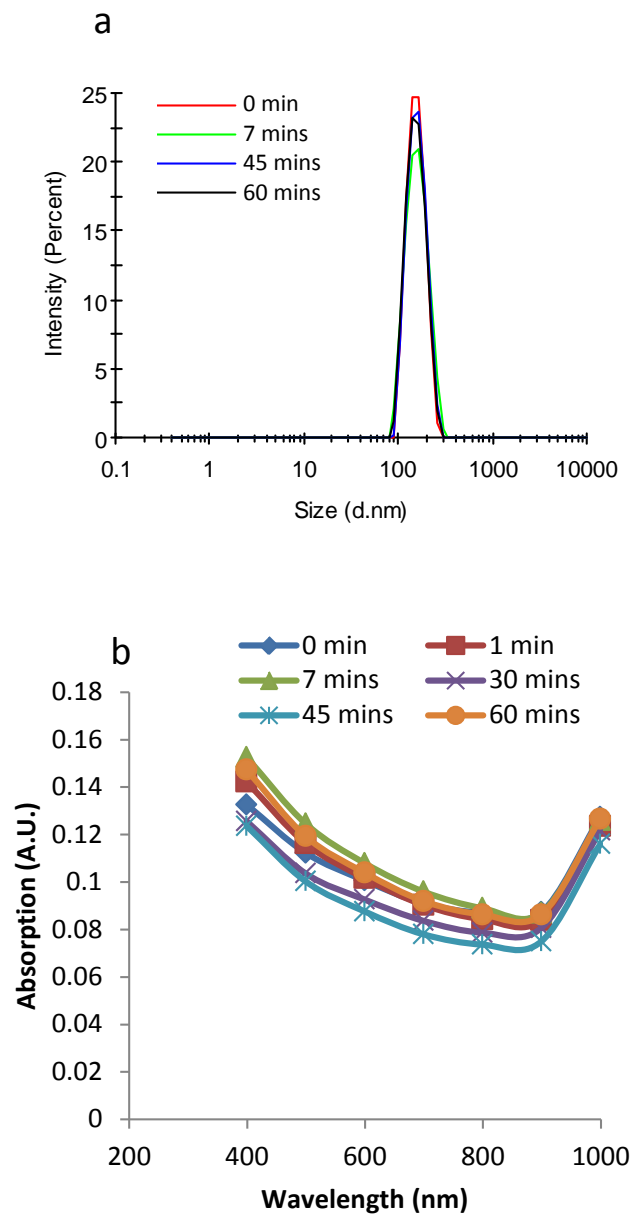 a
25
20
15
10
5
0
Intensity (Percent)
0 min
7 mins
45 mins
60 mins
0.1 1 10 100 1000 10000
Size (d.nm)
b
0 min 1 min
7 mins 30 mins
45 mins 60 mins
0.18
0.16
0.14
0.12
0.1
0.08
0.06
0.04
0.02
0
Absorption (A.U.)
200 400 600 800 1000
Wavelength (nm)